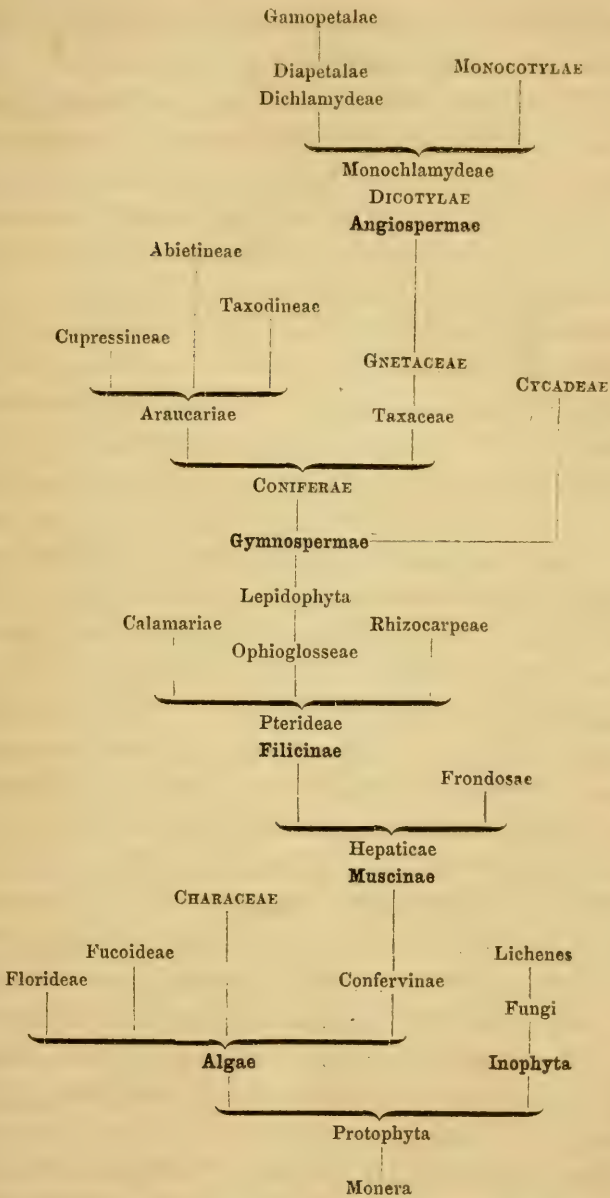 Gamopetalae
Diapetalae MONOCOTYLAE
Dichlamydeae
Monochlamydeae
DICOTYLAE
Angiospermae
Abietineae
Taxodineae
Cupressineae
GNETACEAE
CYCADEAE
Araucariae Taxaceae
CONIFERAE
Gymnospermae
Lepidophyta
Calamariae Rhizocarpeae
Ophioglosseae
Pterideae
Filicinae
Frondosae
Hepaticae
Muscinae
CHARACEAE
Fucoideae Lichenes
Florideae Confervinae
Fungi
Algae Inophyta
Protophyta
Monera